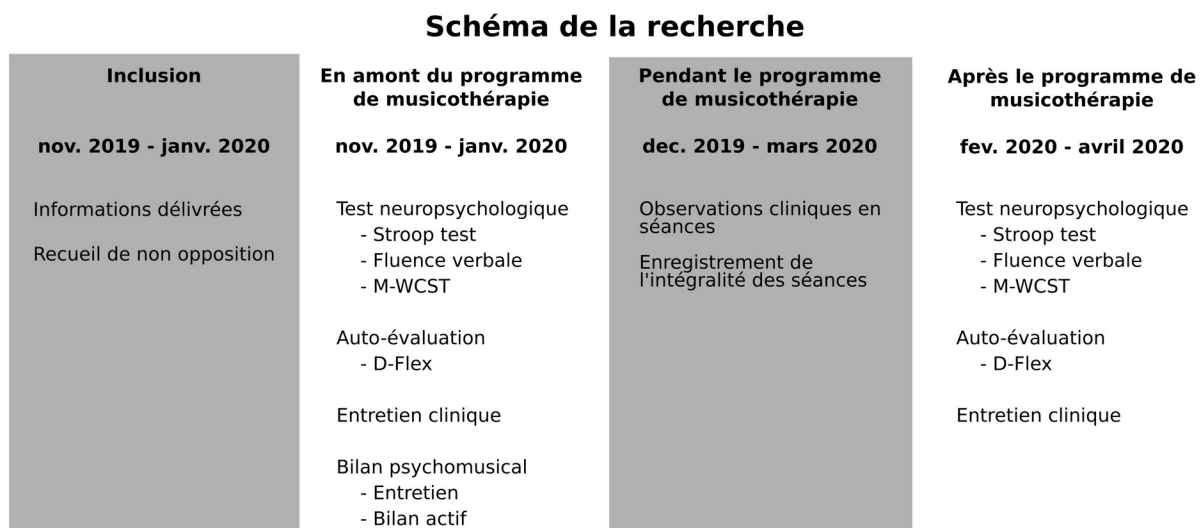 Schéma de la recherche
Inclusion
nov. 2019 - janv. 2020
Informations délivrées
Recueil de non opposition
En amont du programme
de musicothérapie
nov. 2019 - janv. 2020
Test neuropsychologique
- Stroop test
- Fluence verbale
- M-WCST
Auto-évaluation
- D-Flex
Entretien clinique
Bilan psychomusical
- Entretien
- Bilan actif
Pendant le programme
de musicothérapie
dec. 2019 - mars 2020
Observations cliniques en
séances
Enregistrement de
l'intégralité des séances
Après le programme de
musicothérapie
fev. 2020 - avril 2020
Test neuropsychologique
- Stroop test
- Fluence verbale
- M-WCST
Auto-évaluation
- D-Flex
Entretien clinique